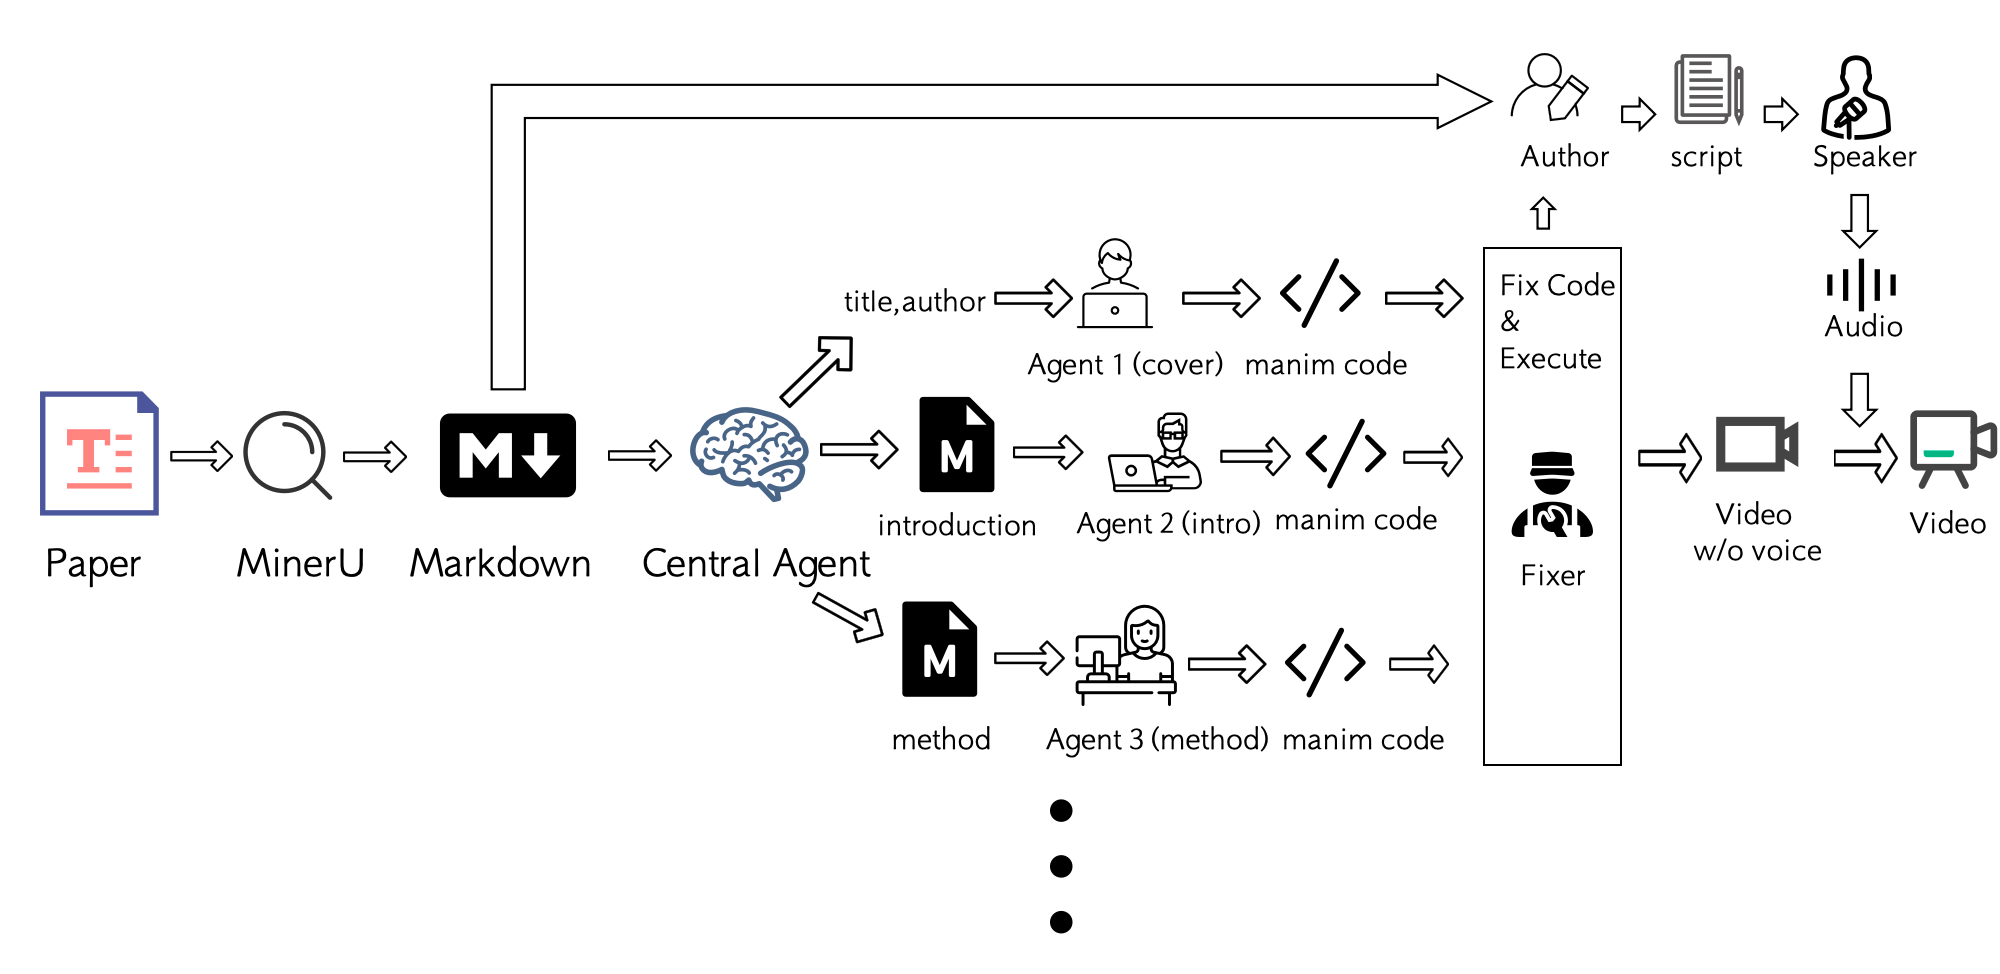 Author
script
Speaker
title,author
Agent 1 (cover)
manim code
Fix Code
&
Execute
Audio
T
M
M
introduction
Agent 2 (intro)
manim code
Fixer
Video
w/o voice
Video
Paper
MinerU
Markdown
Central Agent
M
method
Agent 3 (method)
manim code